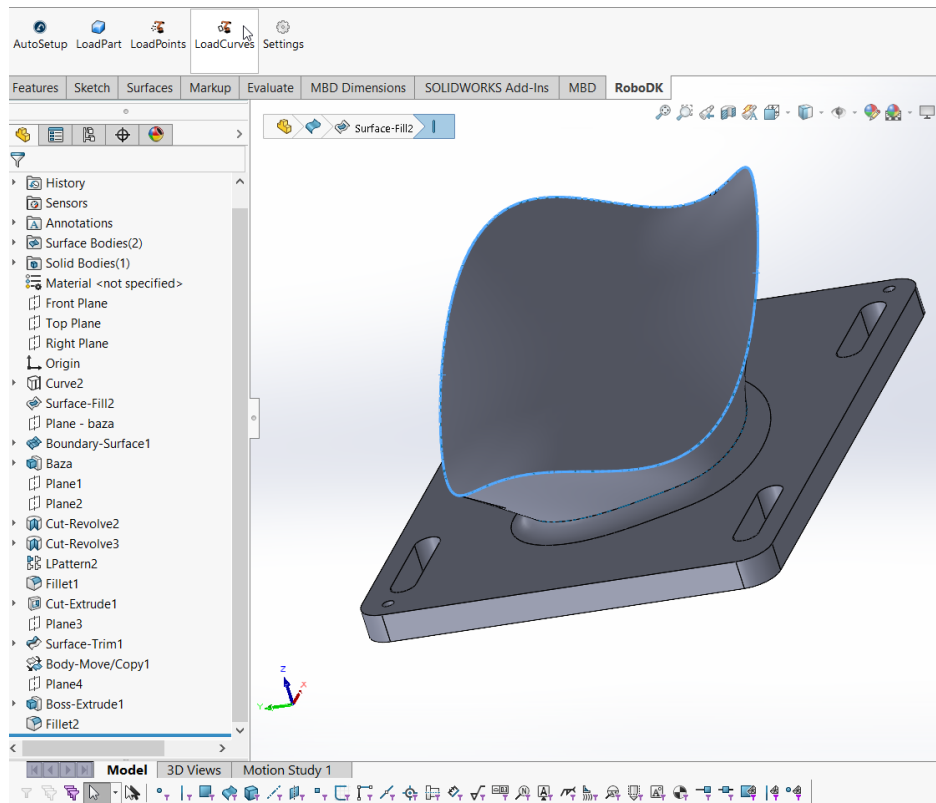 AutoSetup LoadPart LoadPoints LoadCurves Settings
Features Sketch Surfaces Markup Evaluate MBD Dimensions SOLIDWORKS Add-Ins MBD RoboDK
Surface-Fill2
History
Sensors
Annotations
Surface Bodies(2)
Solid Bodies(1)
Material <not specified>
Front Plane
Top Plane
Right Plane
Origin
Curve2
Surface-Fill2
Plane - baza
Boundary-Surface1
Baza
Plane1
Plane2
Cut-Revolve2
Cut-Revolve3
LPattern2
Fillet1
Cut-Extrude1
Plane3
Surface-Trim1
Body-Move/Copy1
Plane4
Boss-Extrude1
Fillet2
Z
X
Y
Model 3D Views Motion Study 1